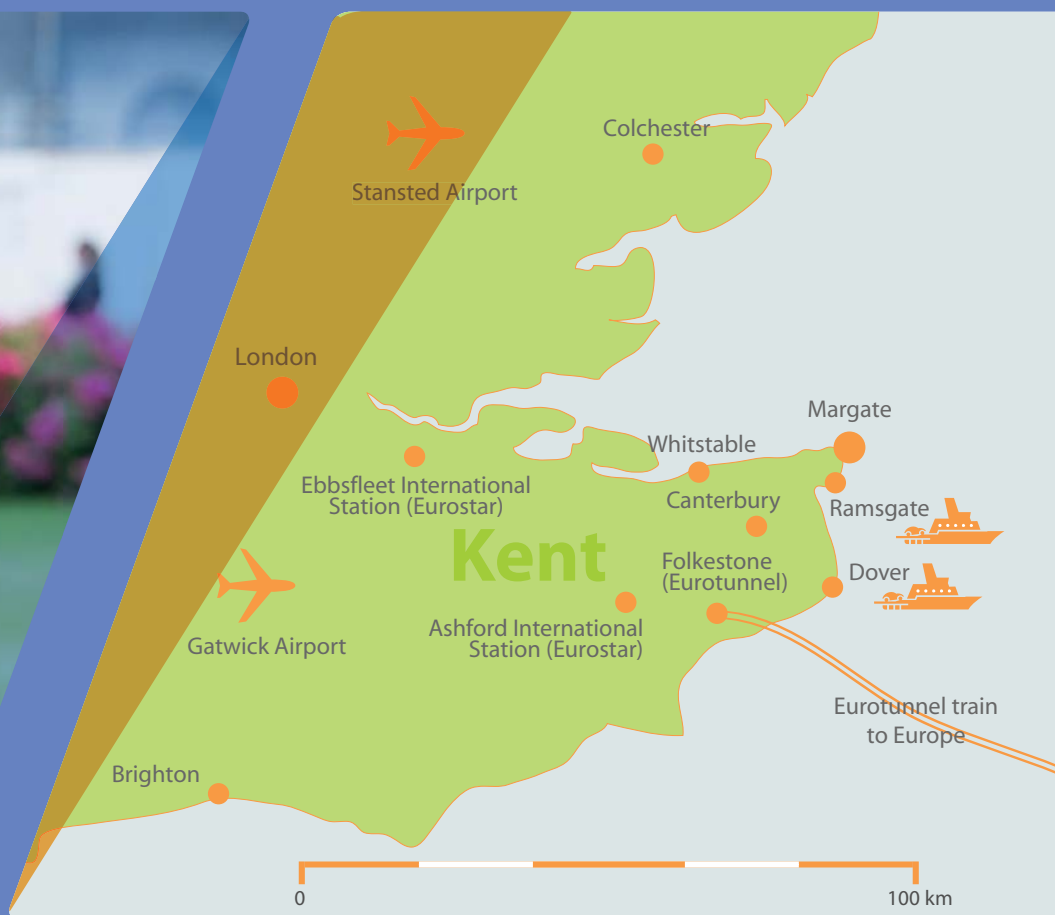 Colchester
Stansted Airport
London
Margate
Whitstable
Ebbsfleet International
Station (Eurostar)
Canterbury
Ramsgate
Kent
Folkestone
(Eurotunnel)
Dover
Ashford International
Station (Eurostar)
Gatwick Airport
Eurotunnel train
to Europe
Brighton
0
100 km